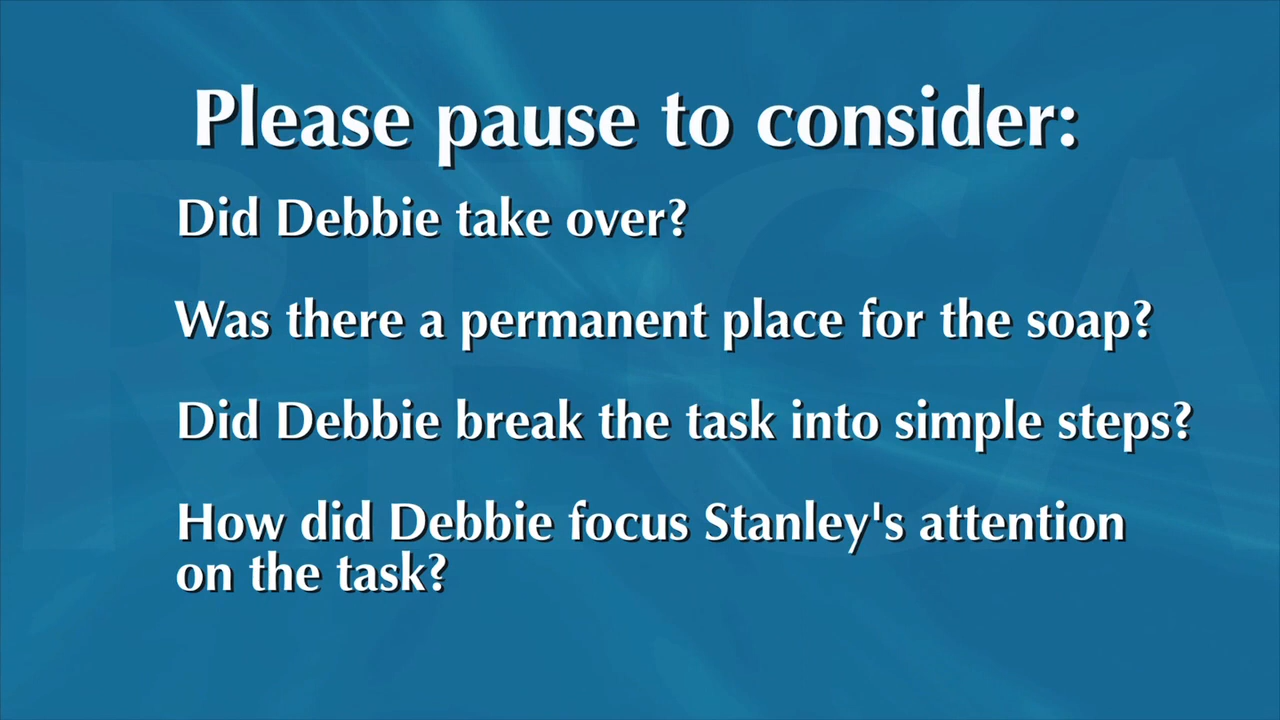 Please pause to consider:
Did Debbie take over?
Was there a permanent place for the soap?
Did Debbie break the task into simple steps?
How did Debbie focus Stanley's attention
on the task?